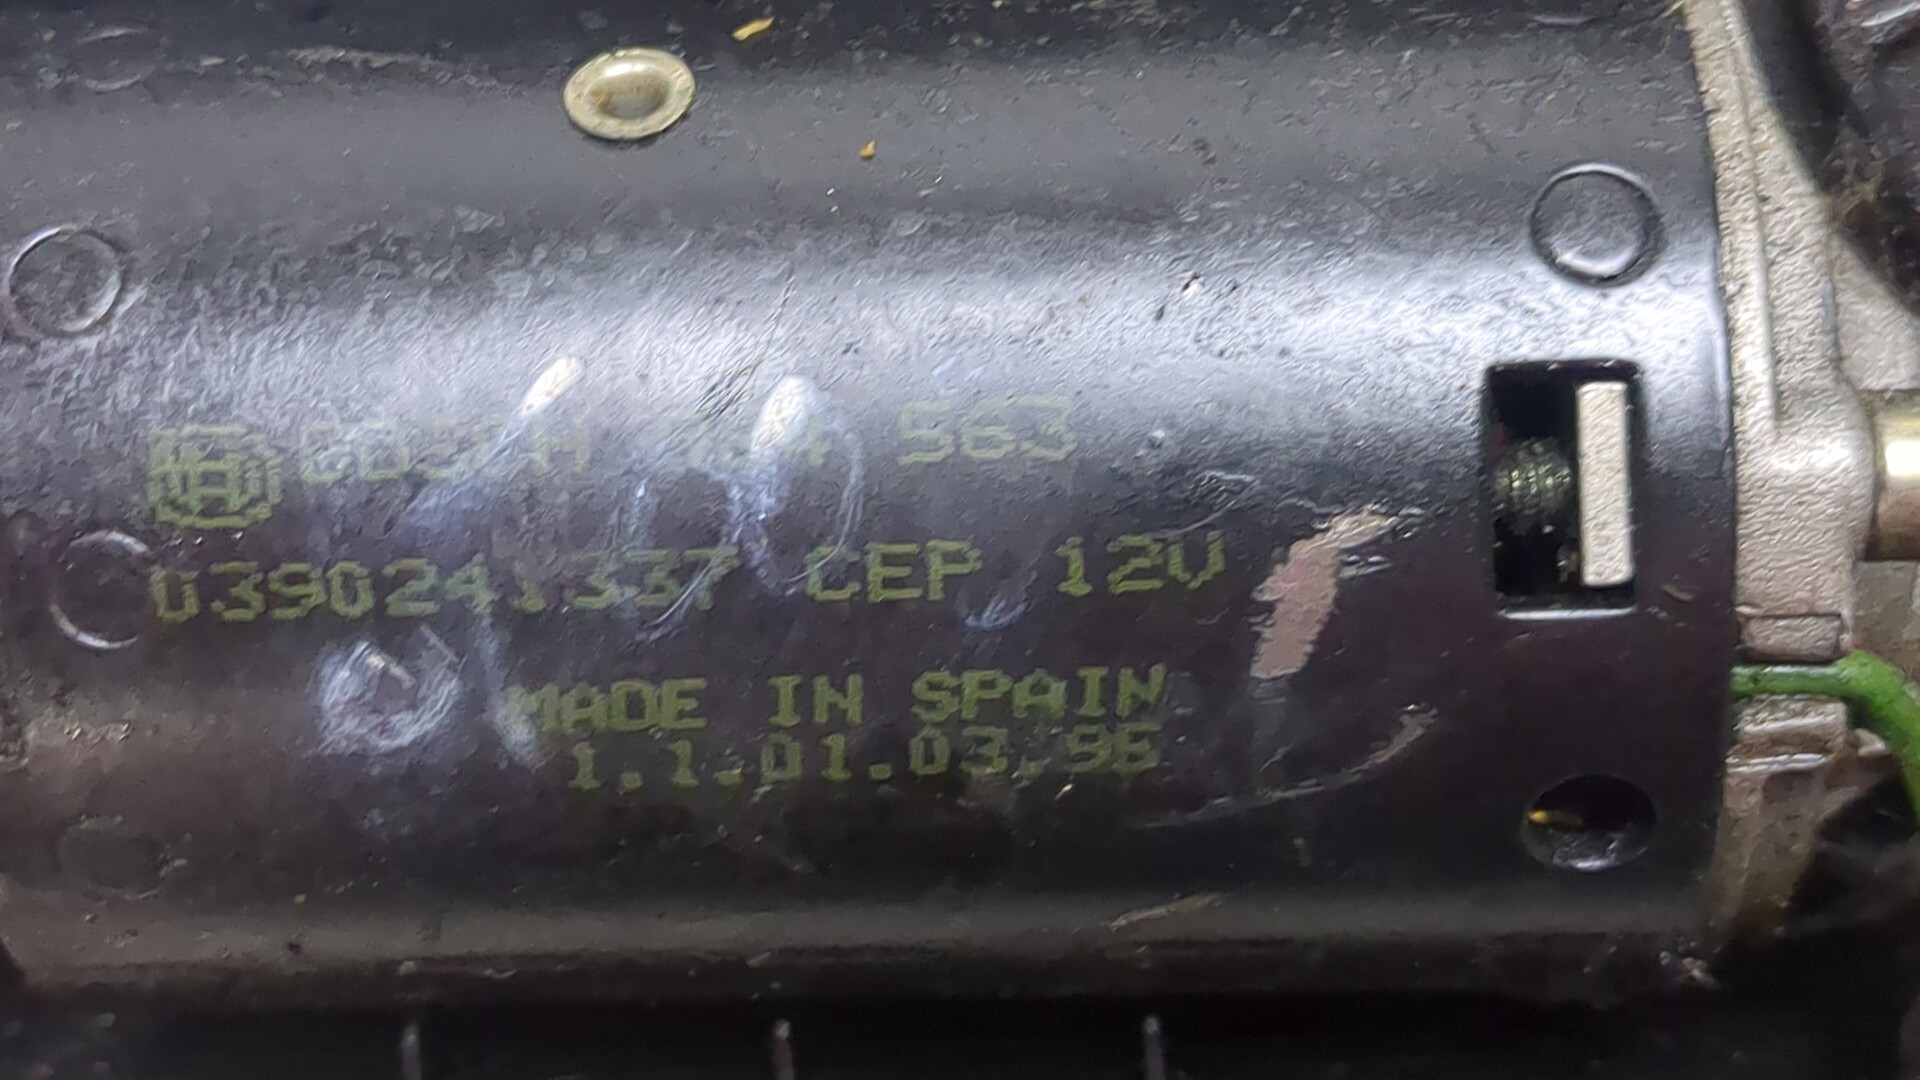 BOSCH 563
0390241337 CEP 12V
MADE IN SPAIN
1.1.01.03.96